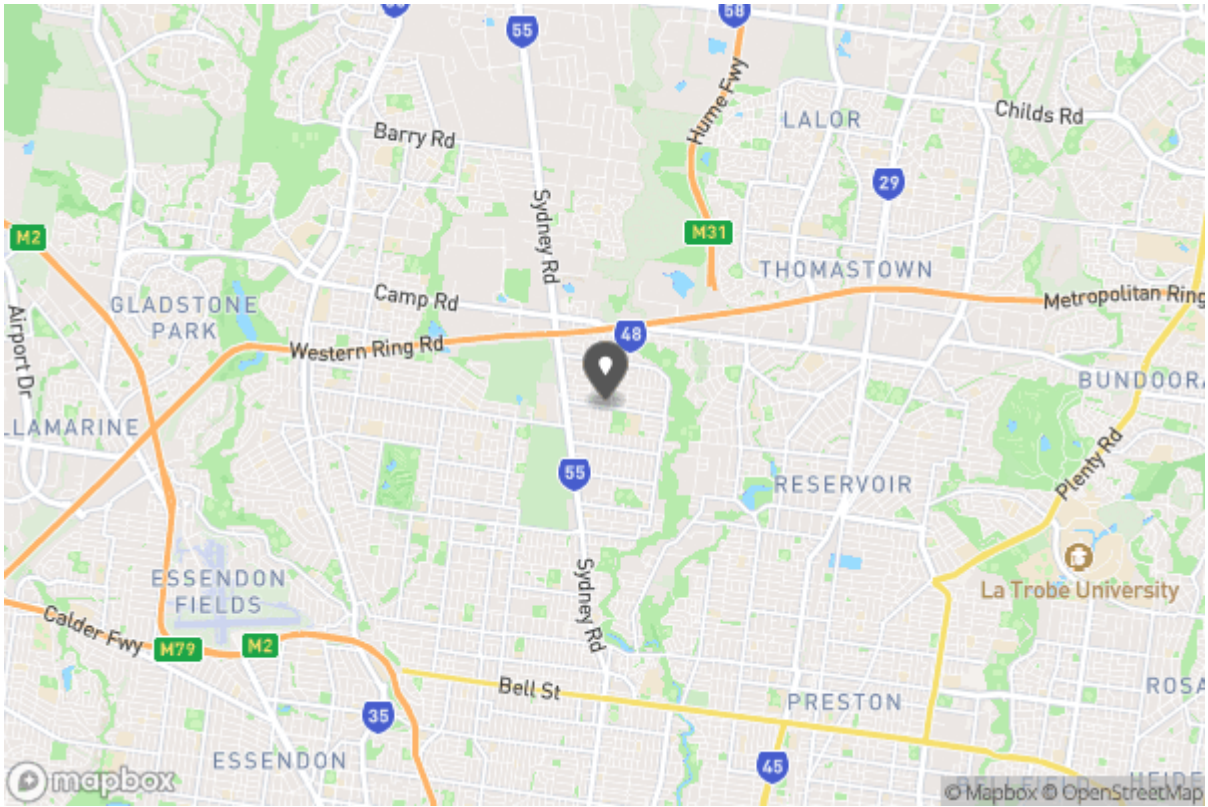 55
58
Hume Fwy
LALOR
Childs Rd
Barry Rd
29
Sydney Rd
M31
M2
THOMASTOWN
GLADSTONE
PARK
Camp Rd
Metropolitan Ring
Airport Dr
48
Western Ring Rd
BUNDOORA
LLAMARINE
Plenty Rd
55
RESERVOIR
ESSENDON
FIELDS
Sydney Rd
La Trobe University
Calder Fwy
M79
M2
Bell St
ROSA
PRESTON
35
ESSENDON
45
mapbox
HEIDE
© Mapbox © OpenStreetMap